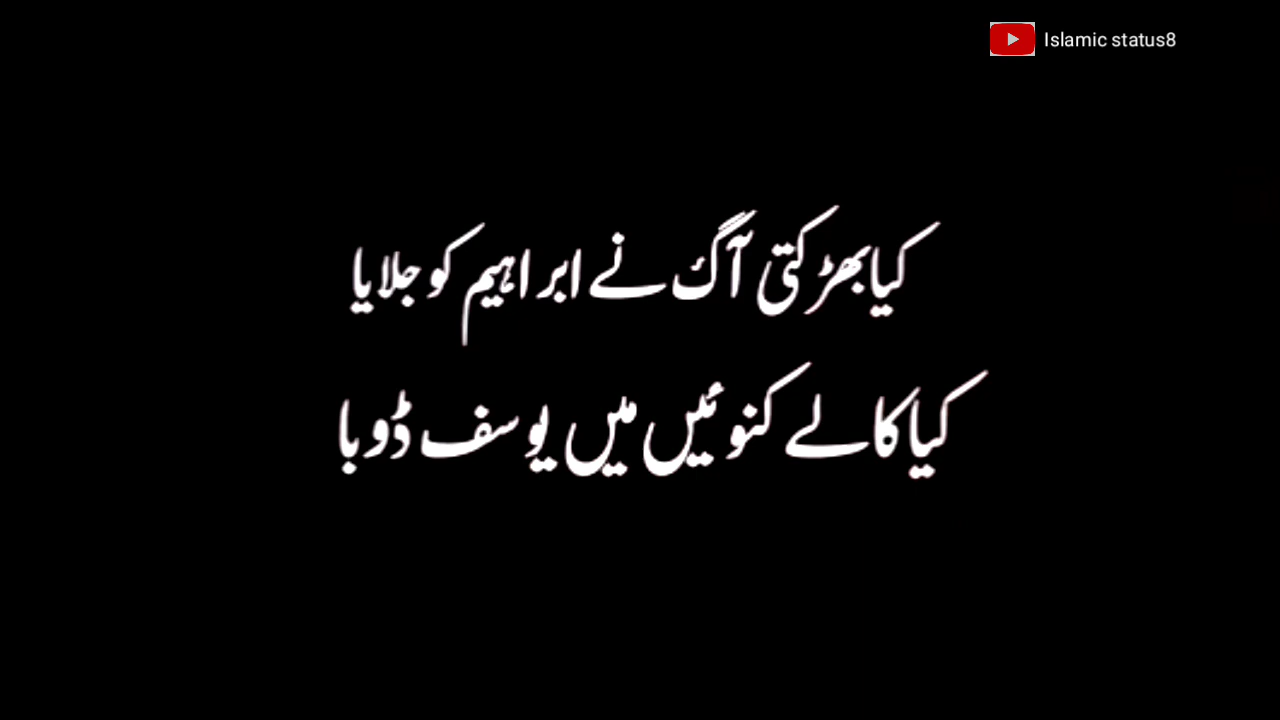 Islamic status8
کیا بھڑکتی آگ نے ابراہیم کو جلایا
کیا کالے کنوئیں میں یوسف ڈوبا